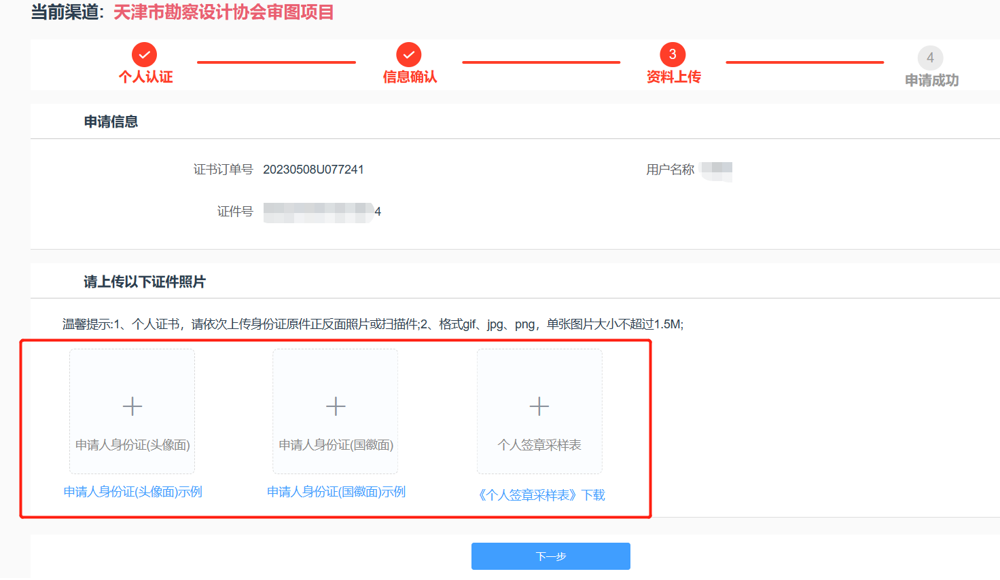 当前渠道：天津市勘察设计协会审图项目
3
4
个人认证
信息确认
资料上传
申请成功
申请信息
证书订单号 20230508U077241
用户名称
证件号 4
请上传以下证件照片
温馨提示:1、个人证书，请依次上传身份证原件正反面照片或扫描件;2、格式gif、jpg、png，单张图片大小不超过1.5M;
申请人身份证(头像面)
申请人身份证(国徽面)
个人签章采样表
申请人身份证(头像面)示例
申请人身份证(国徽面)示例
《个人签章采样表》下载
下一步